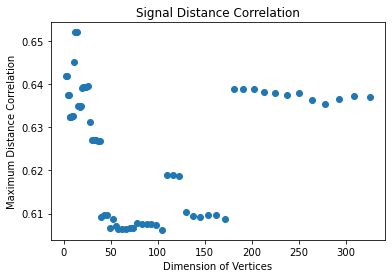 Signal Distance Correlation
0.65
0.64
0.63
0.62
0.61
Maximum Distance Correlation
0 50 100 150 200 250 300
Dimension of Vertices